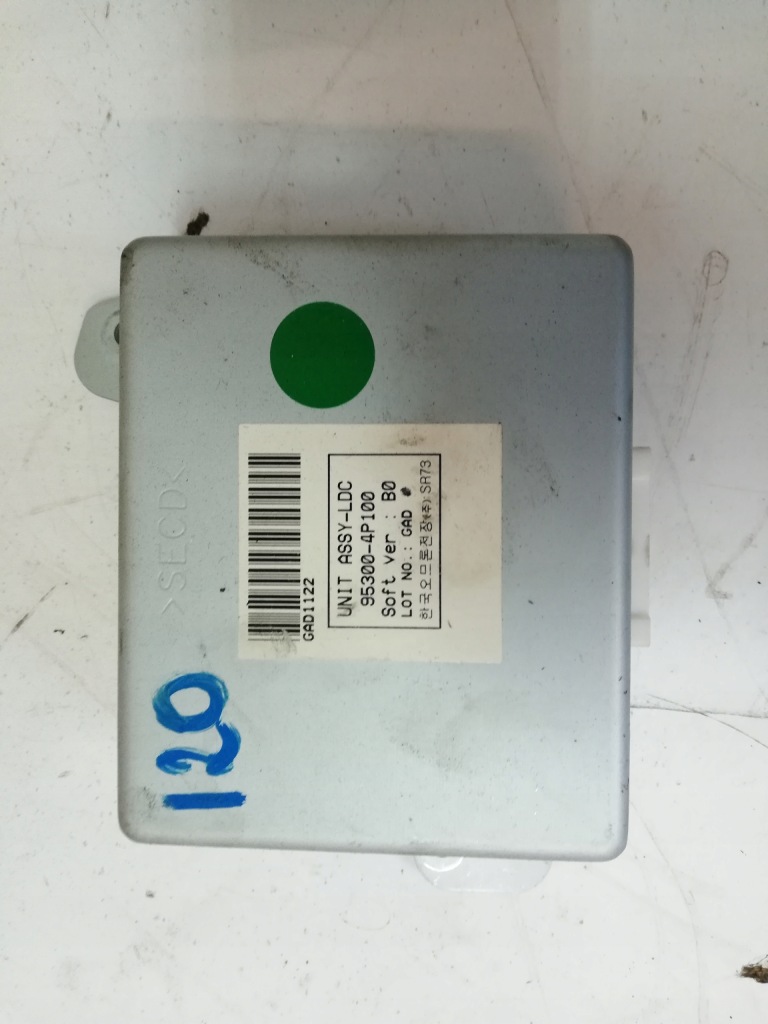 >SECD<
GAD1122
UNIT ASSY-LDC
95300-4P100
Soft ver : B0
LOT NO.: GAD
한국오므론전장(주) SR73
120